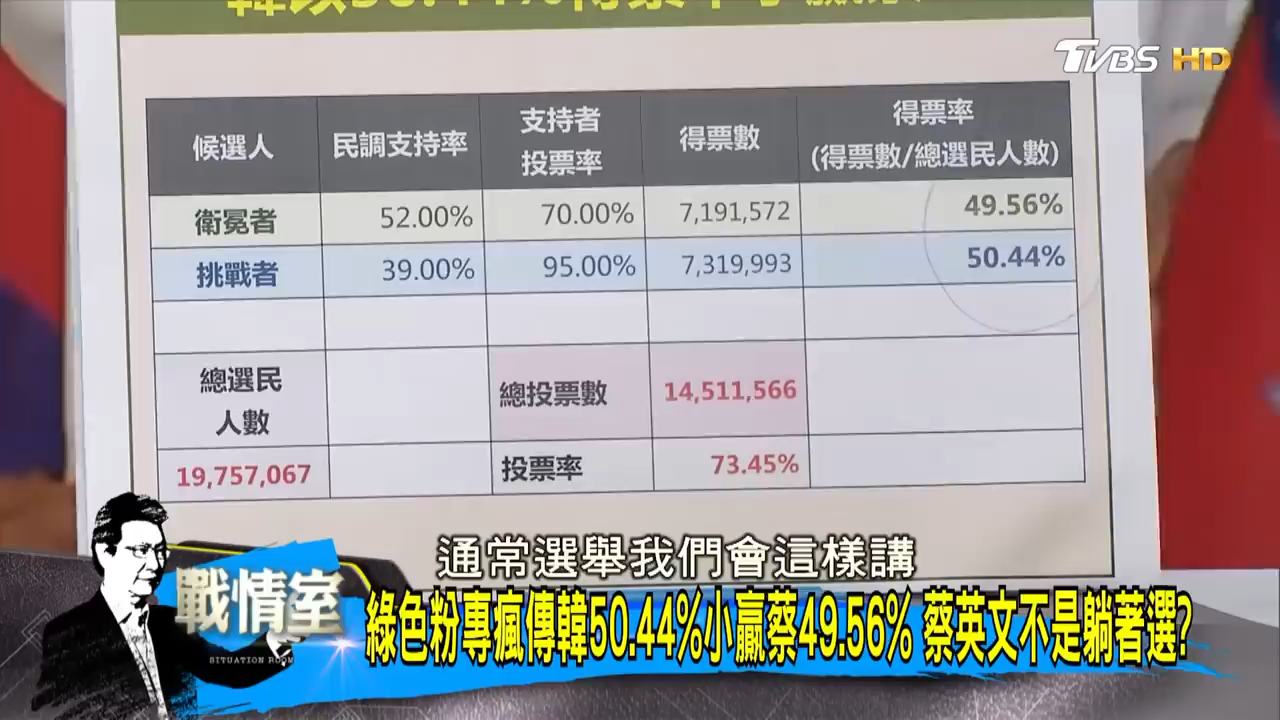 TVBS HD
候選人 民調支持率 支持者投票率 得票數 得票率(得票數/總選民人數)
衛冕者 52.00% 70.00% 7,191,572 49.56%
挑戰者 39.00% 95.00% 7,319,993 50.44%
總選民人數 總投票數 14,511,566
19,757,067 投票率 73.45%
通常選舉我們會這樣講
戰情室
SITUATION ROOM
綠色粉專瘋傳韓50.44%小贏蔡49.56% 蔡英文不是躺著選?